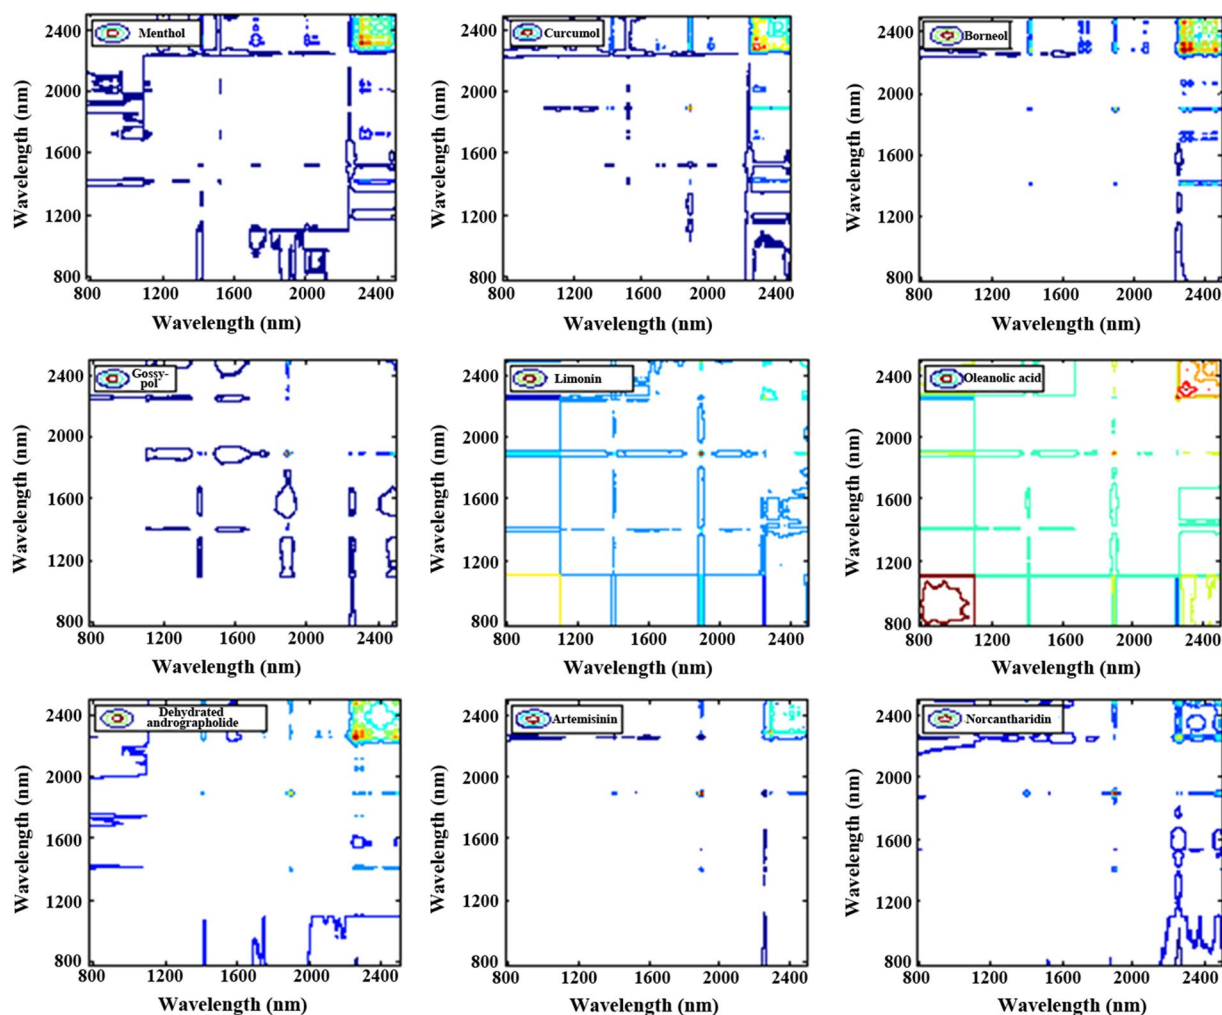 Menthol
2400
2000
1600
1200
800
Wavelength (nm)
800 1200 1600 2000 2400
Wavelength (nm)
Curcumol
2400
2000
1600
1200
800
Wavelength (nm)
800 1200 1600 2000 2400
Wavelength (nm)
Borneol
2400
2000
1600
1200
800
Wavelength (nm)
800 1200 1600 2000 2400
Wavelength (nm)
Gossy-
pol
2400
2000
1600
1200
800
Wavelength (nm)
800 1200 1600 2000 2400
Wavelength (nm)
Limonin
2400
2000
1600
1200
800
Wavelength (nm)
800 1200 1600 2000 2400
Wavelength (nm)
Oleanolic acid
2400
2000
1600
1200
800
Wavelength (nm)
800 1200 1600 2000 2400
Wavelength (nm)
Dehydrated
andrographolide
2400
2000
1600
1200
800
Wavelength (nm)
800 1200 1600 2000 2400
Wavelength (nm)
Artemisinin
2400
2000
1600
1200
800
Wavelength (nm)
800 1200 1600 2000 2400
Wavelength (nm)
Norcantharidin
2400
2000
1600
1200
800
Wavelength (nm)
800 1200 1600 2000 2400
Wavelength (nm)